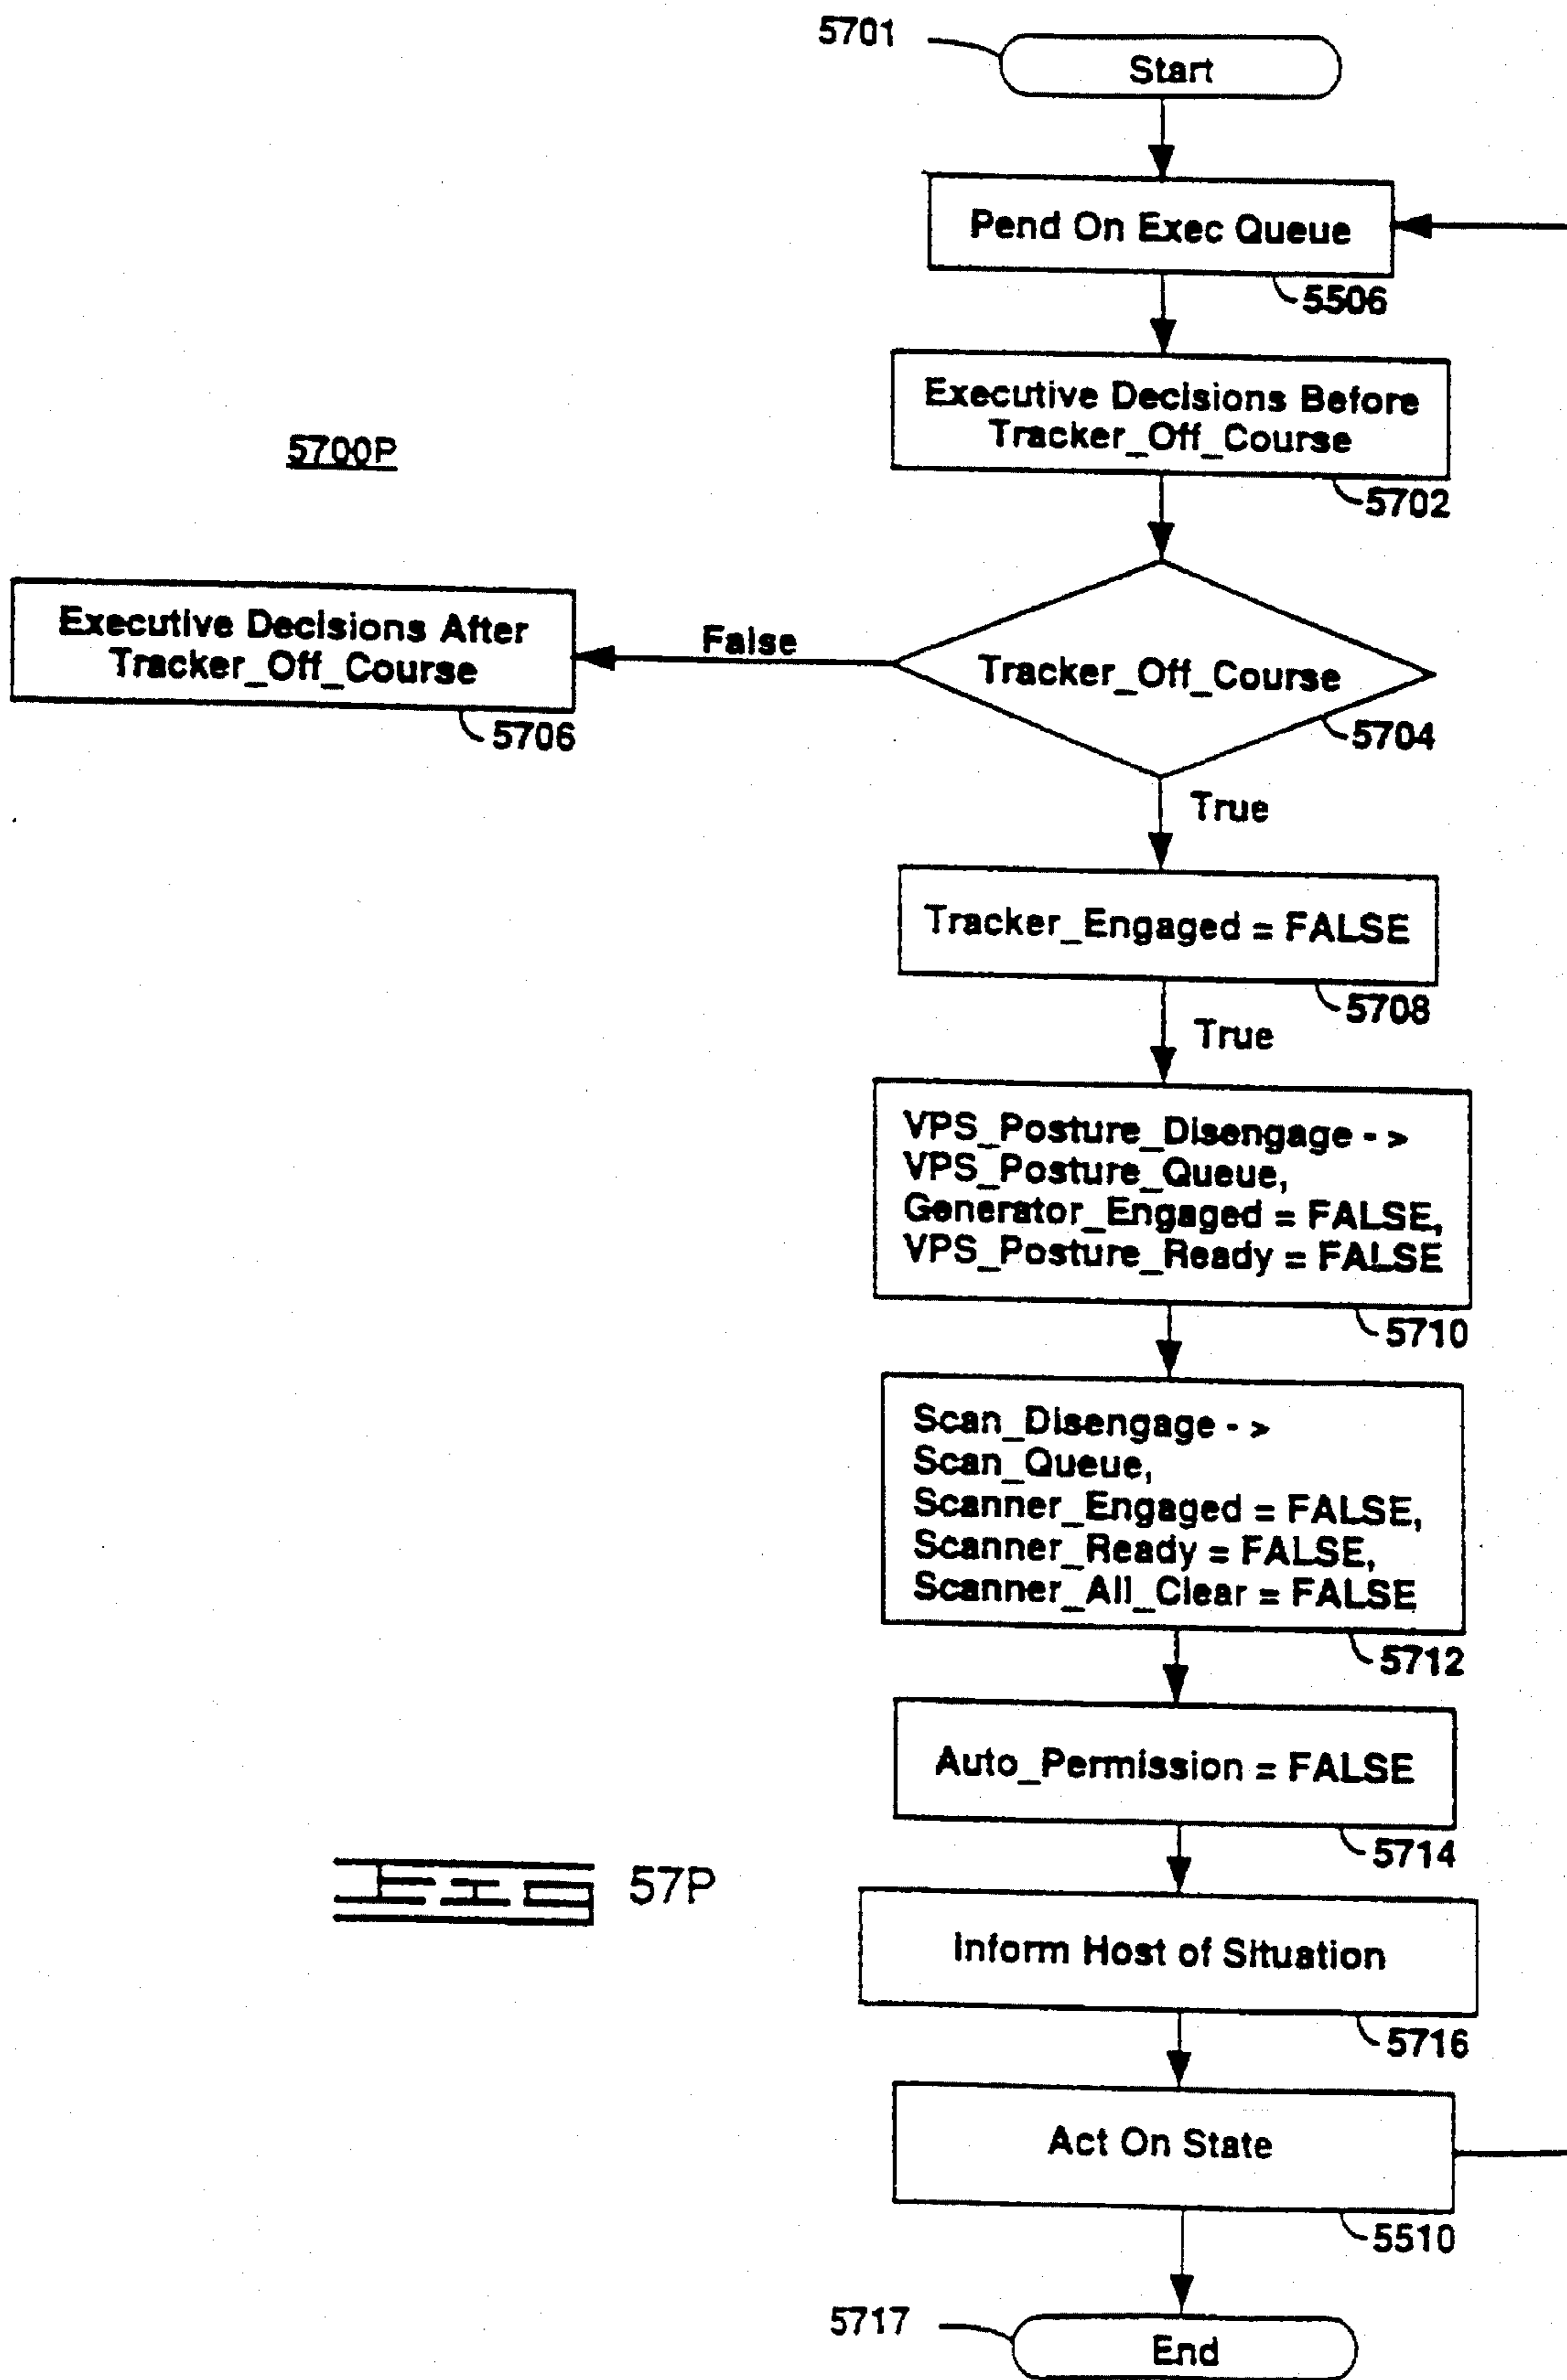 5701
Start
Pend On Exec Queue
5506
Executive Decisions Before
Tracker_Off_Course
5702
5700P
Executive Decisions After
Tracker_Off_Course
5706
False
Tracker_Off_Course
5704
True
Tracker_Engaged = FALSE
5708
True
VPS_Posture_Disengage - >
VPS_Posture_Queue,
Generator_Engaged = FALSE,
VPS_Posture_Ready = FALSE
5710
Scan_Disengage - >
Scan_Queue,
Scanner_Engaged = FALSE,
Scanner_Ready = FALSE,
Scanner_All_Clear = FALSE
5712
Auto_Permission = FALSE
5714
FIG 57P
Inform Host of Situation
5716
Act On State
5510
5717
End